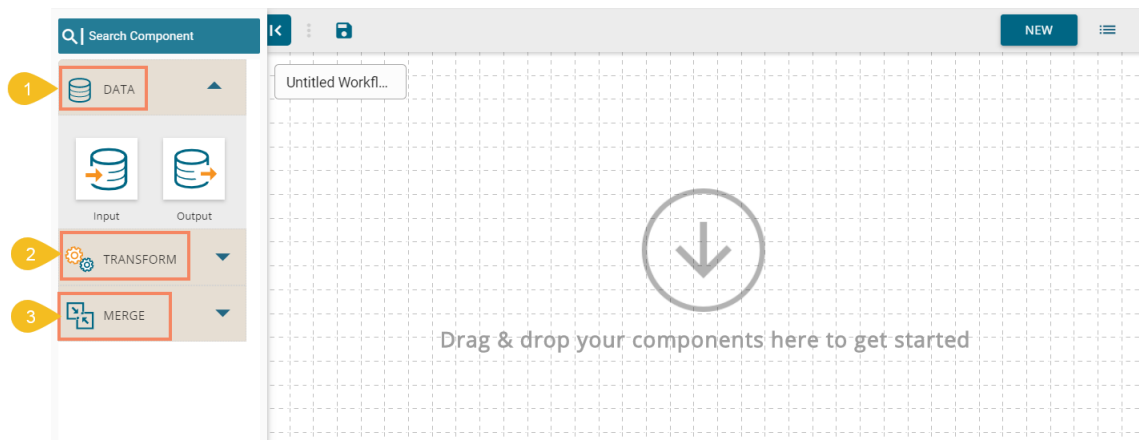 Search Component
NEW
1
DATA
Untitled Workfl...
Input
Output
2
TRANSFORM
3
MERGE
Drag & drop your components here to get started